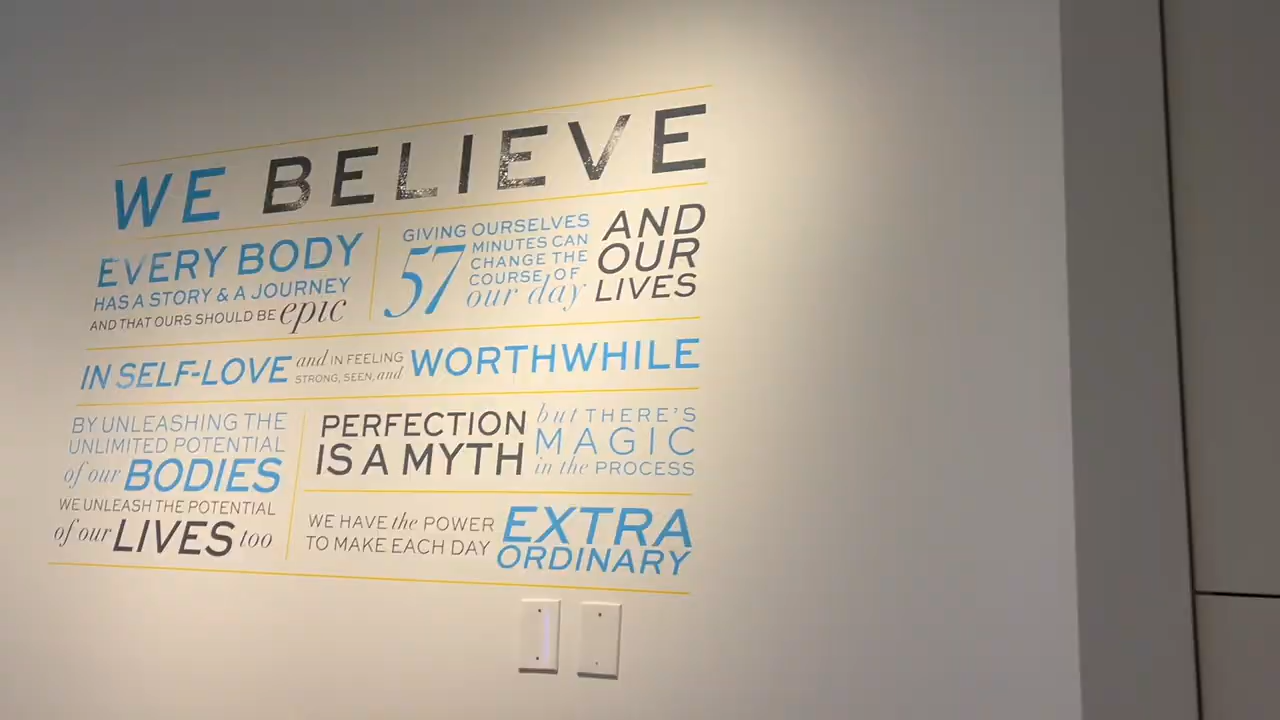 WE BELIEVE
EVERY BODY
HAS A STORY & A JOURNEY
AND THAT OURS SHOULD BE epic
GIVING OURSELVES
57 MINUTES CAN
CHANGE THE
COURSE OF
our day
AND
OUR
LIVES
IN SELF-LOVE and IN FEELING STRONG, SEEN, and WORTHWHILE
BY UNLEASHING THE
UNLIMITED POTENTIAL
of our BODIES
WE UNLEASH THE POTENTIAL
of our LIVES too
PERFECTION
IS A MYTH
but THERE'S
MAGIC
in the PROCESS
WE HAVE the POWER
TO MAKE EACH DAY
EXTRA
ORDINARY